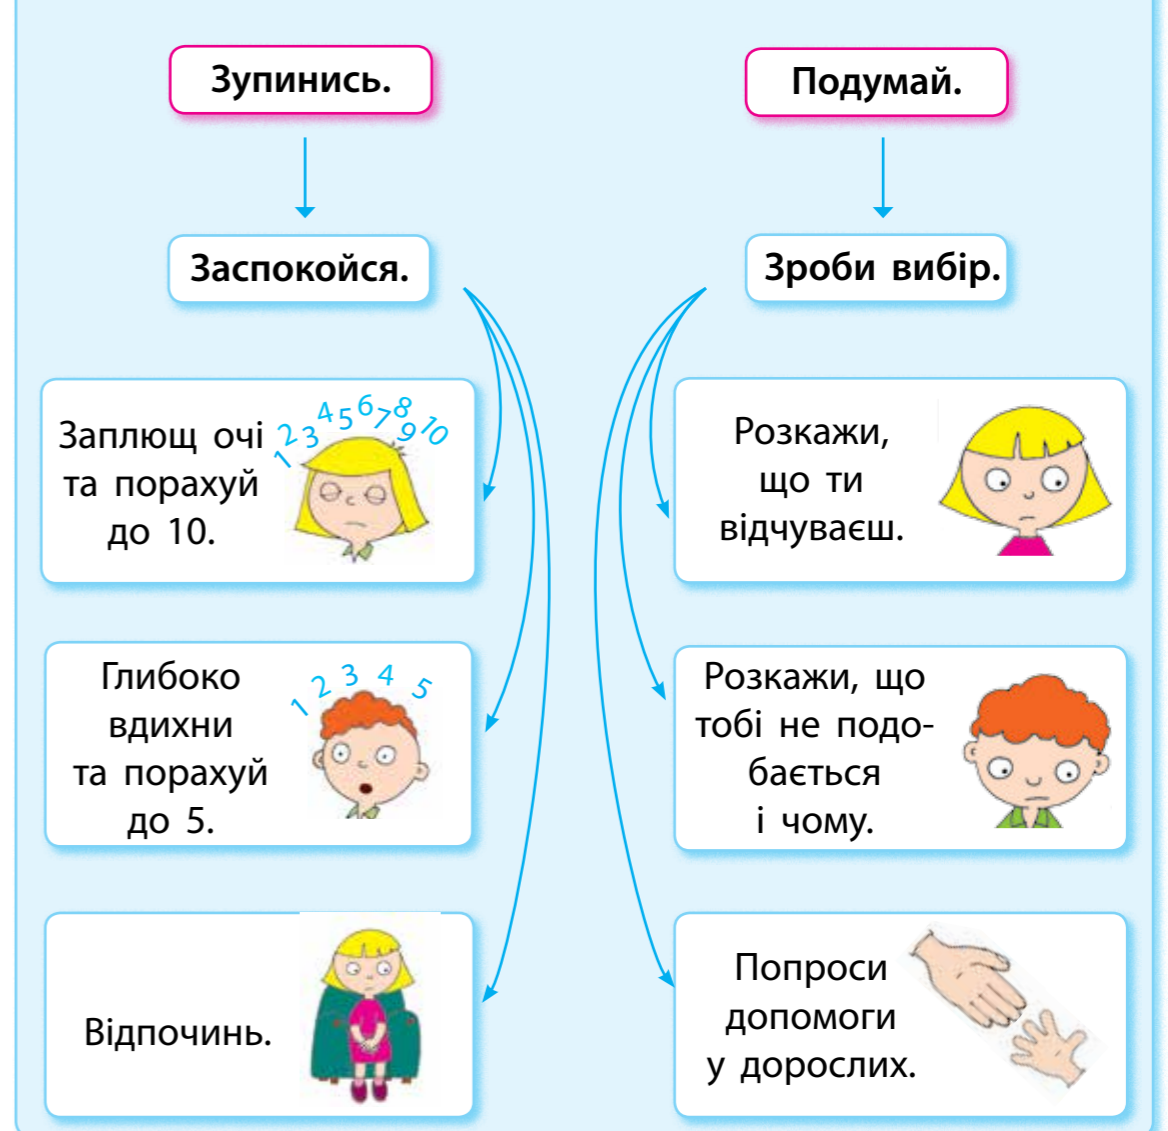 Зупинись.
Заспокойся.
Заплющ очі
та порахуй
до 10.
1 2 3 4 5 6 7 8 9 10
Глибоко
вдихни
та порахуй
до 5.
1 2 3 4 5
Відпочинь.
Подумай.
Зроби вибір.
Розкажи,
що ти
відчуваєш.
Розкажи, що
тобі не подо-
бається
і чому.
Попроси
допомоги
у дорослих.